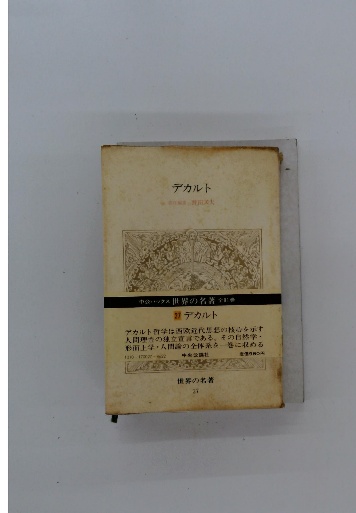 デカルト
中公バックス 世界の名著
27 デカルト
デカルト哲学は西欧近代思想の核心を示す
人間理性の独立宣言である。その自然学・
形而上学・人間論の全体系を一巻に収める
中央公論社
世界の名著
27